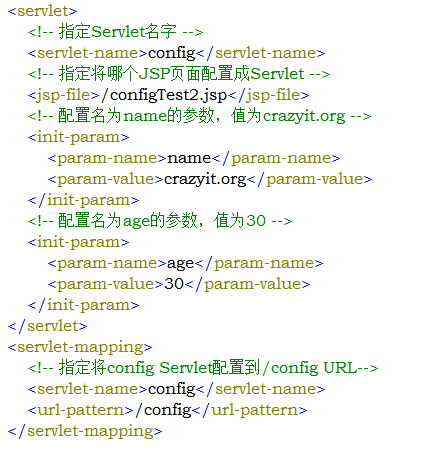 <servlet>
<!-- 指定Servlet名字 -->
<servlet-name>config</servlet-name>
<!-- 指定将哪个JSP页面配置成Servlet -->
<jsp-file>/configTest2.jsp</jsp-file>
<!-- 配置名为name的参数，值为crazyit.org -->
<init-param>
<param-name>name</param-name>
<param-value>crazyit.org</param-value>
</init-param>
<!-- 配置名为age的参数，值为30 -->
<init-param>
<param-name>age</param-name>
<param-value>30</param-value>
</init-param>
</servlet>
<servlet-mapping>
<!-- 指定将config Servlet配置到/config URL-->
<servlet-name>config</servlet-name>
<url-pattern>/config</url-pattern>
</servlet-mapping>